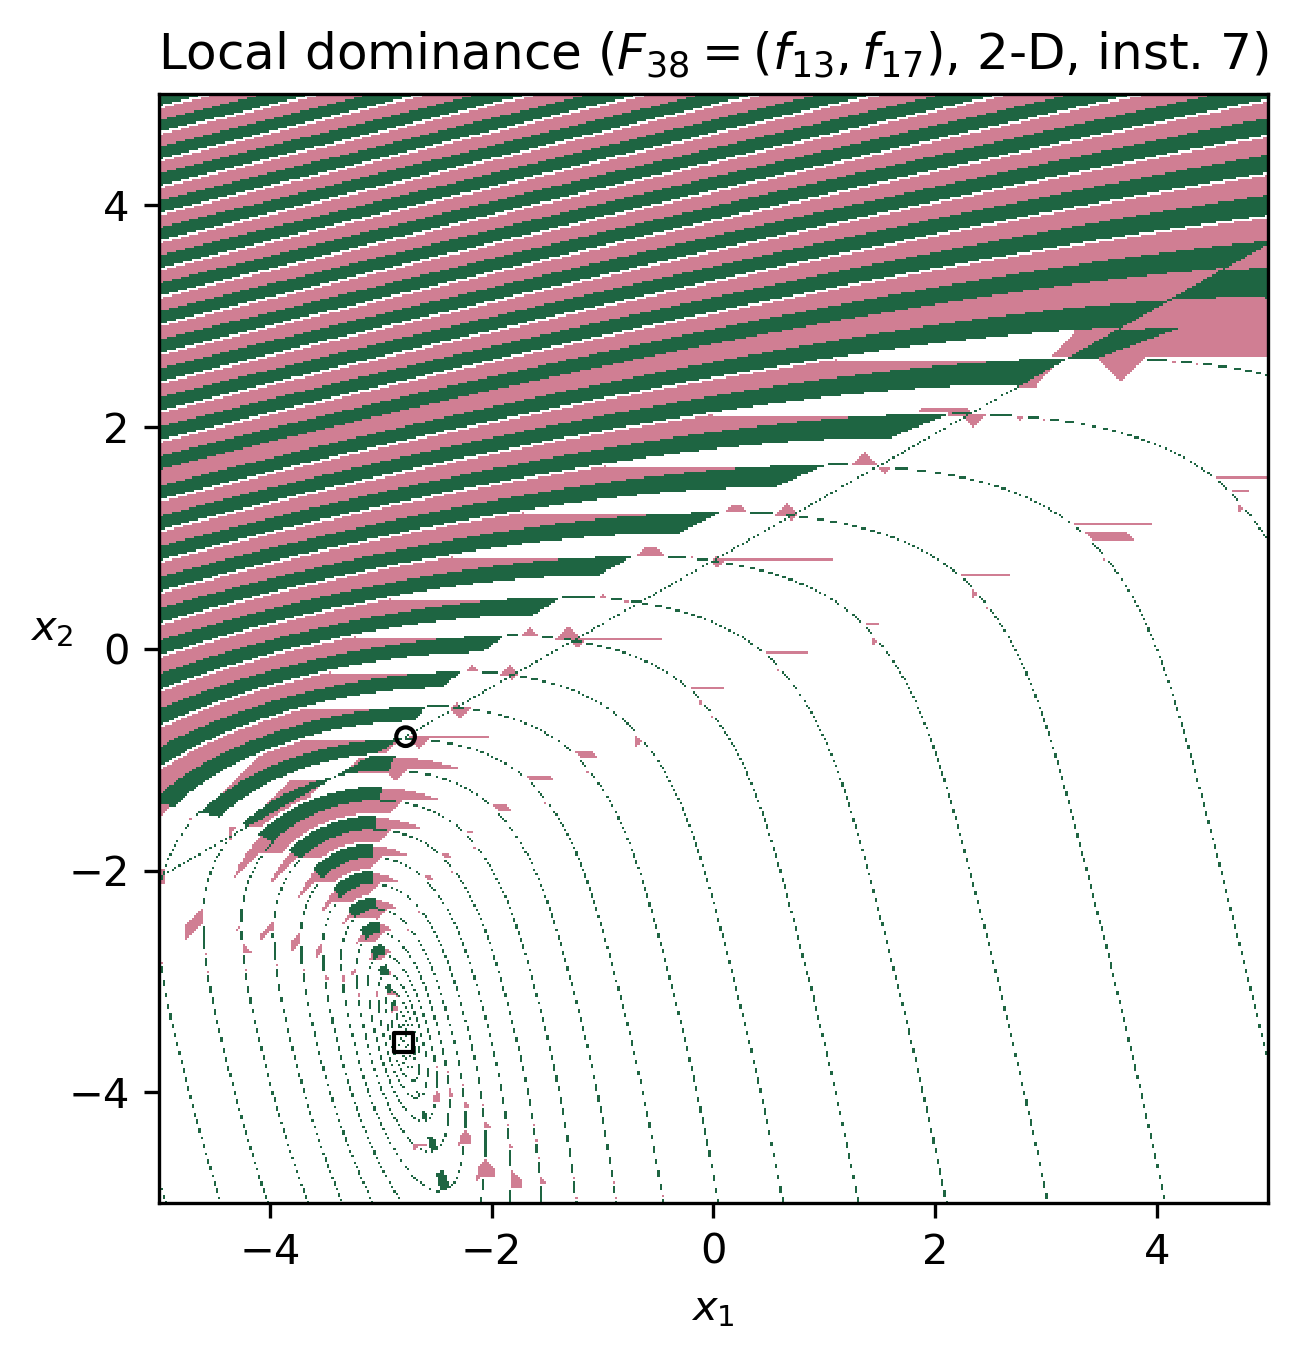 Local dominance (F₃₈ = (f₁₃, f₁₇), 2-D, inst. 7)
4
2
x₂
0
−2
−4
−4 −2 0 2 4
x₁